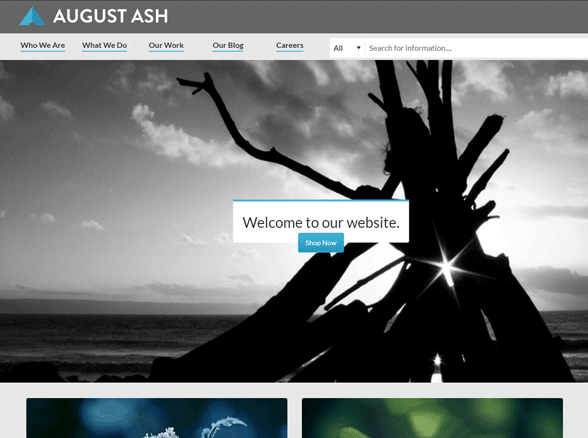 AUGUST ASH
Who We Are What We Do Our Work Our Blog Careers All Search for information....
Welcome to our website.
Shop Now